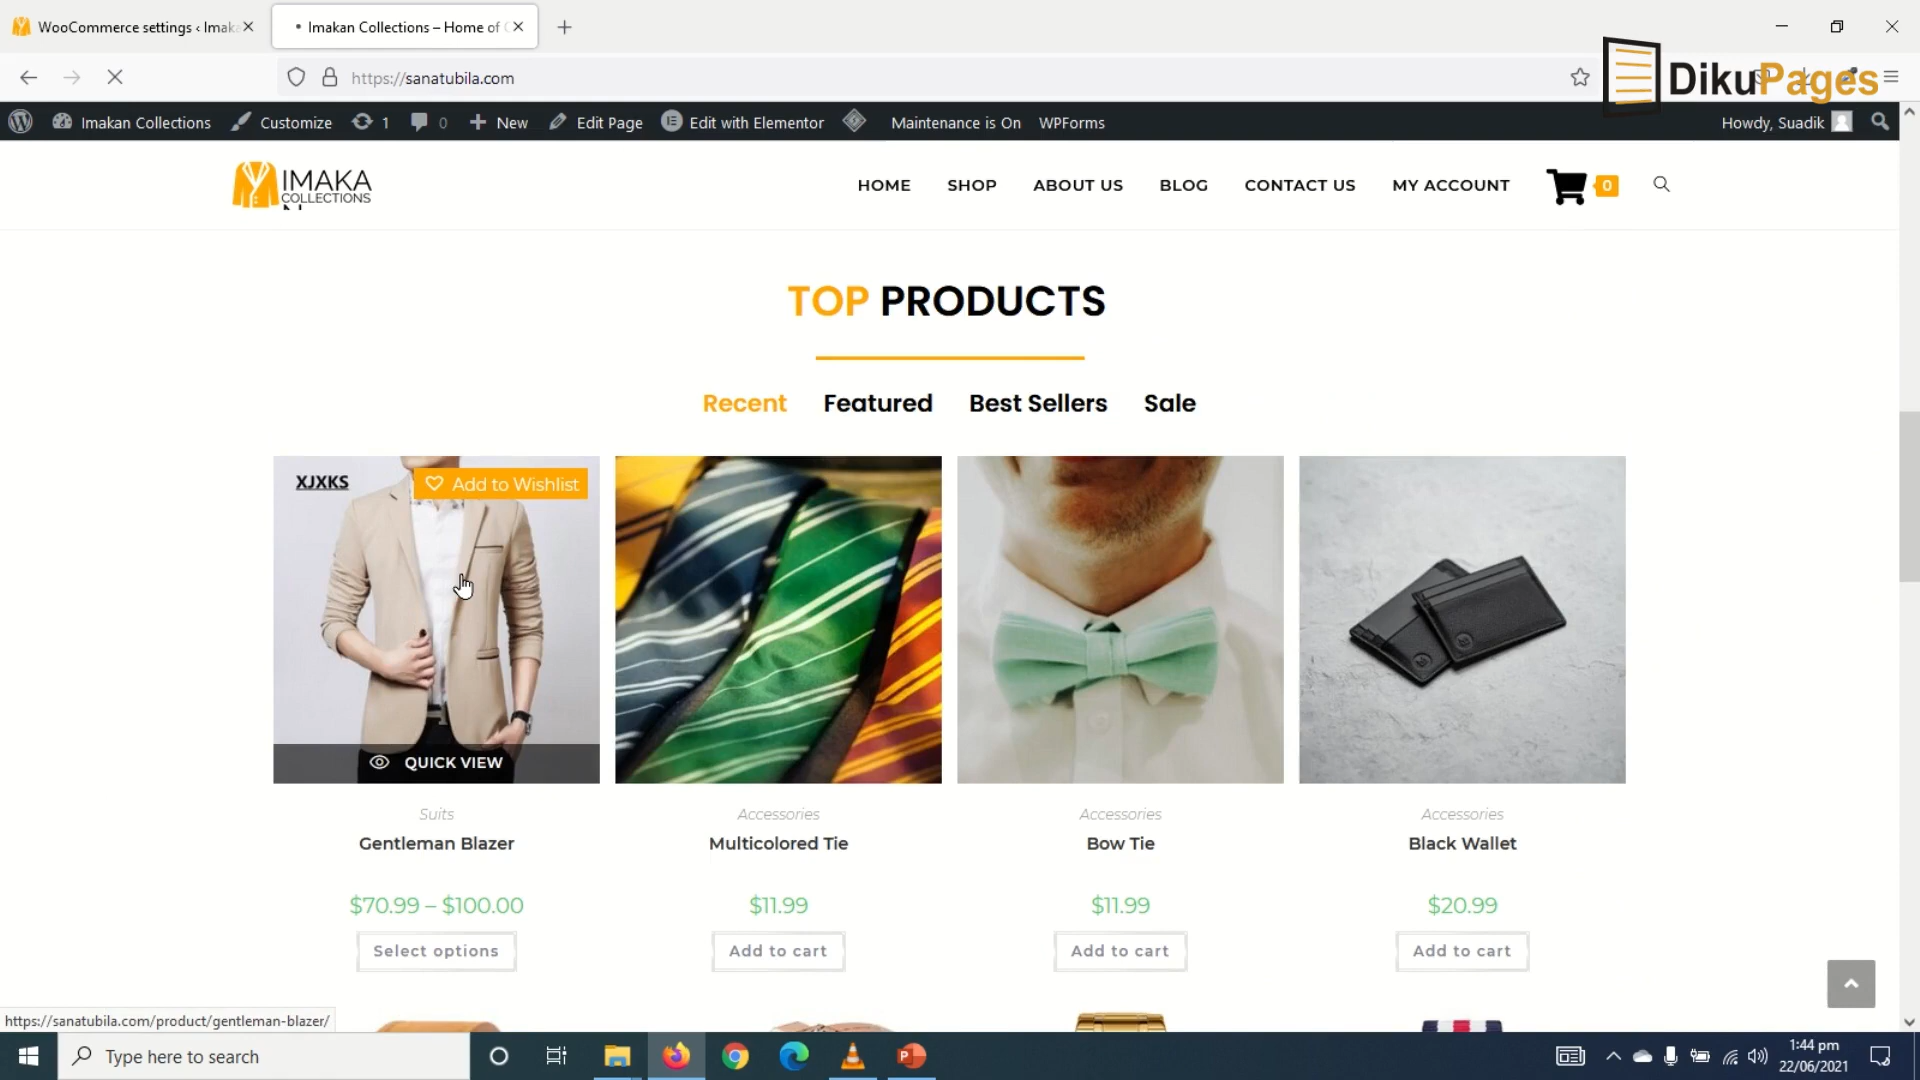 WooCommerce settings ‹ Imak
Imakan Collections – Home of
https://sanatubila.com
DikuPages
Imakan Collections
Customize
1
0
New
Edit Page
Edit with Elementor
Maintenance is On
WPForms
Howdy, Suadik
IMAKA
COLLECTIONS
HOME
SHOP
ABOUT US
BLOG
CONTACT US
MY ACCOUNT
0
TOP PRODUCTS
Recent
Featured
Best Sellers
Sale
XJXKS
Add to Wishlist
QUICK VIEW
Suits
Accessories
Accessories
Accessories
Gentleman Blazer
Multicolored Tie
Bow Tie
Black Wallet
$70.99 – $100.00
$11.99
$11.99
$20.99
Select options
Add to cart
Add to cart
Add to cart
https://sanatubila.com/product/gentleman-blazer/
Type here to search
1:44 pm
22/06/2021